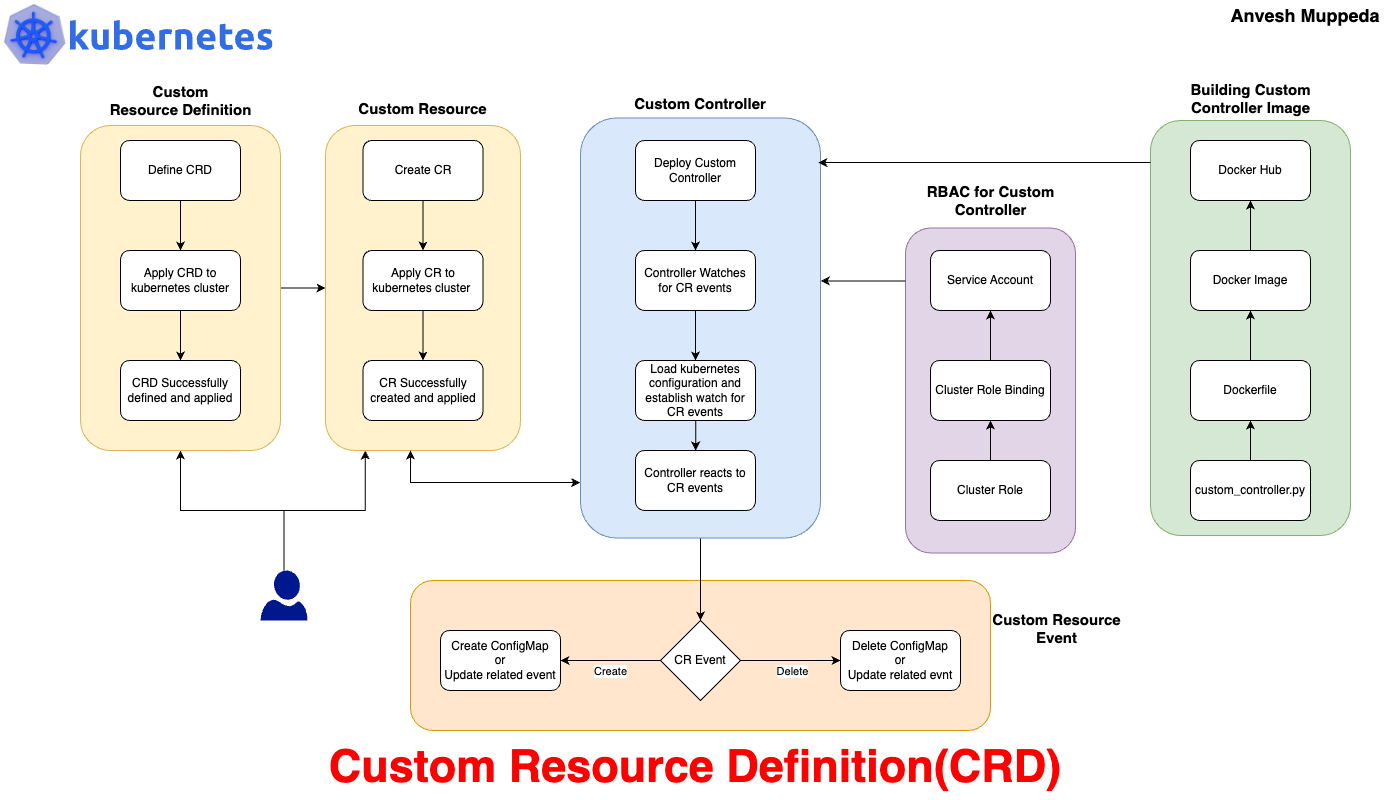 kubernetes
Anvesh Muppeda
Custom
Resource Definition
Define CRD
Apply CRD to
kubernetes cluster
CRD Successfully
defined and applied
Custom Resource
Create CR
Apply CR to
kubernetes cluster
CR Successfully
created and applied
Custom Controller
Deploy Custom
Controller
Controller Watches
for CR events
Load kubernetes
configuration and
establish watch for
CR events
Controller reacts to
CR events
RBAC for Custom
Controller
Service Account
Cluster Role Binding
Cluster Role
Building Custom
Controller Image
Docker Hub
Docker Image
Dockerfile
custom_controller.py
Custom Resource
Event
Create ConfigMap
or
Update related event
Create
CR Event
Delete
Delete ConfigMap
or
Update related evnt
Custom Resource Definition(CRD)